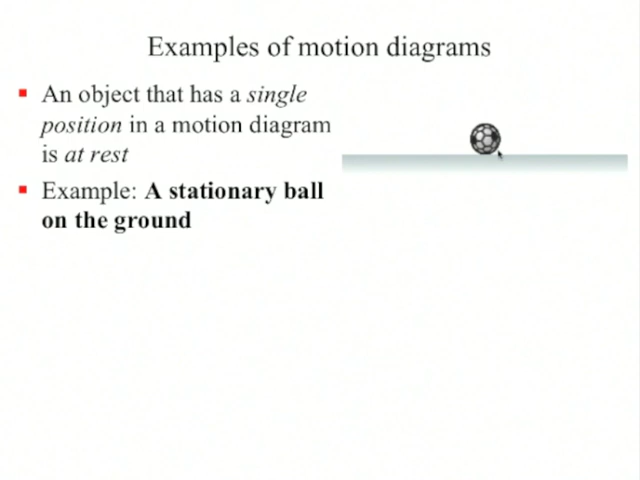 Examples of motion diagrams
An object that has a single
position in a motion diagram
is at rest
Example: A stationary ball
on the ground